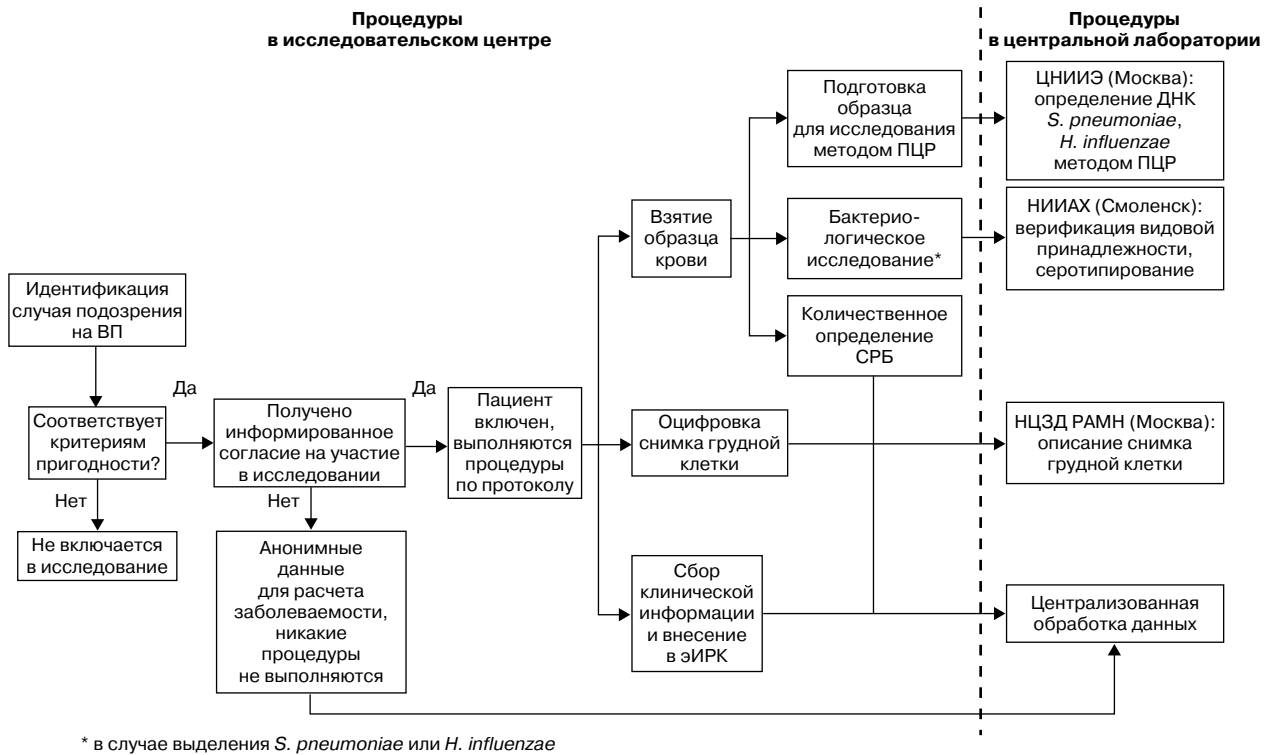 Процедуры
в исследовательском центре
Процедуры
в центральной лаборатории
Идентификация
случая подозрения
на ВП
Соответствует
критериям
пригодности?
Да
Нет
Не включается
в исследование
Получено
информированное
согласие на участие
в исследовании
Да
Нет
Анонимные
данные
для расчета
заболеваемости,
никакие
процедуры
не выполняются
Пациент
включен,
выполняются
процедуры
по протоколу
Взятие
образца
крови
Подготовка
образца
для исследования
методом ПЦР
Бактерио-
логическое
исследование*
Количественное
определение
СРБ
Оцифровка
снимка грудной
клетки
Сбор
клинической
информации
и внесение
в эИРК
ЦНИИЭ (Москва):
определение ДНК
S. pneumoniae,
H. influenzae
методом ПЦР
НИИАХ (Смоленск):
верификация видовой
принадлежности,
серотипирование
НЦЗД РАМН (Москва):
описание снимка
грудной клетки
Централизованная
обработка данных
* в случае выделения S. pneumoniae или H. influenzae